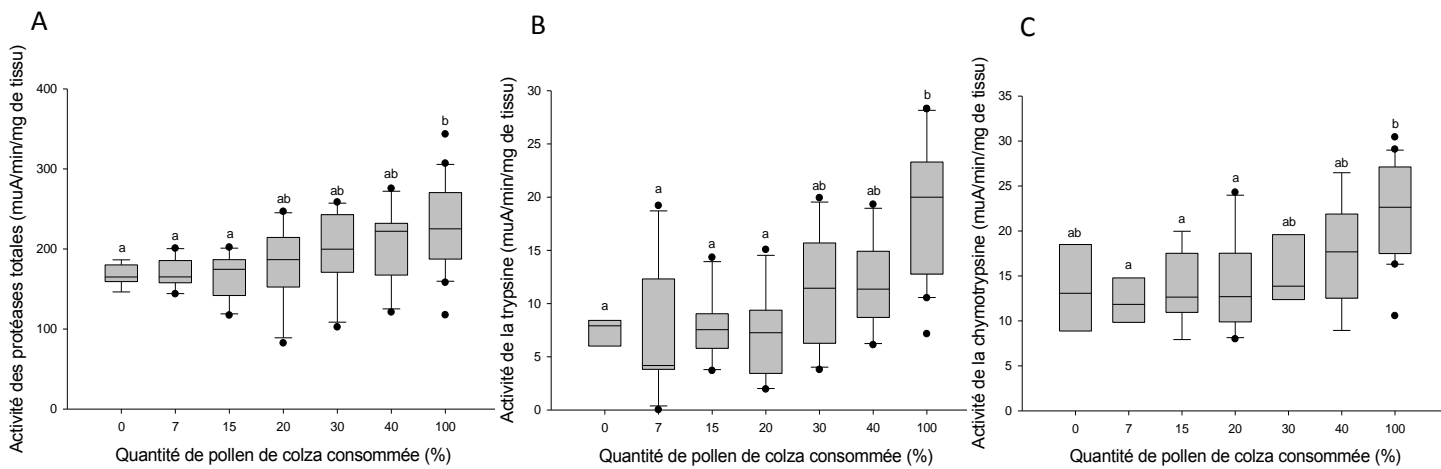 A
Activité des protéases totales (muA/min/mg de tissu)
400
300
200
100
0
a
a
a
ab
ab
ab
b
0
7
15
20
30
40
100
Quantité de pollen de colza consommée (%)
B
Activité de la trypsine (muA/min/mg de tissu)
30
25
20
15
10
5
0
a
a
a
a
ab
ab
b
0
7
15
20
30
40
100
Quantité de pollen de colza consommée (%)
C
Activité de la chymotrypsine (muA/min/mg de tissu)
35
30
25
20
15
10
5
0
ab
a
a
a
ab
ab
b
0
7
15
20
30
40
100
Quantité de pollen de colza consommée (%)